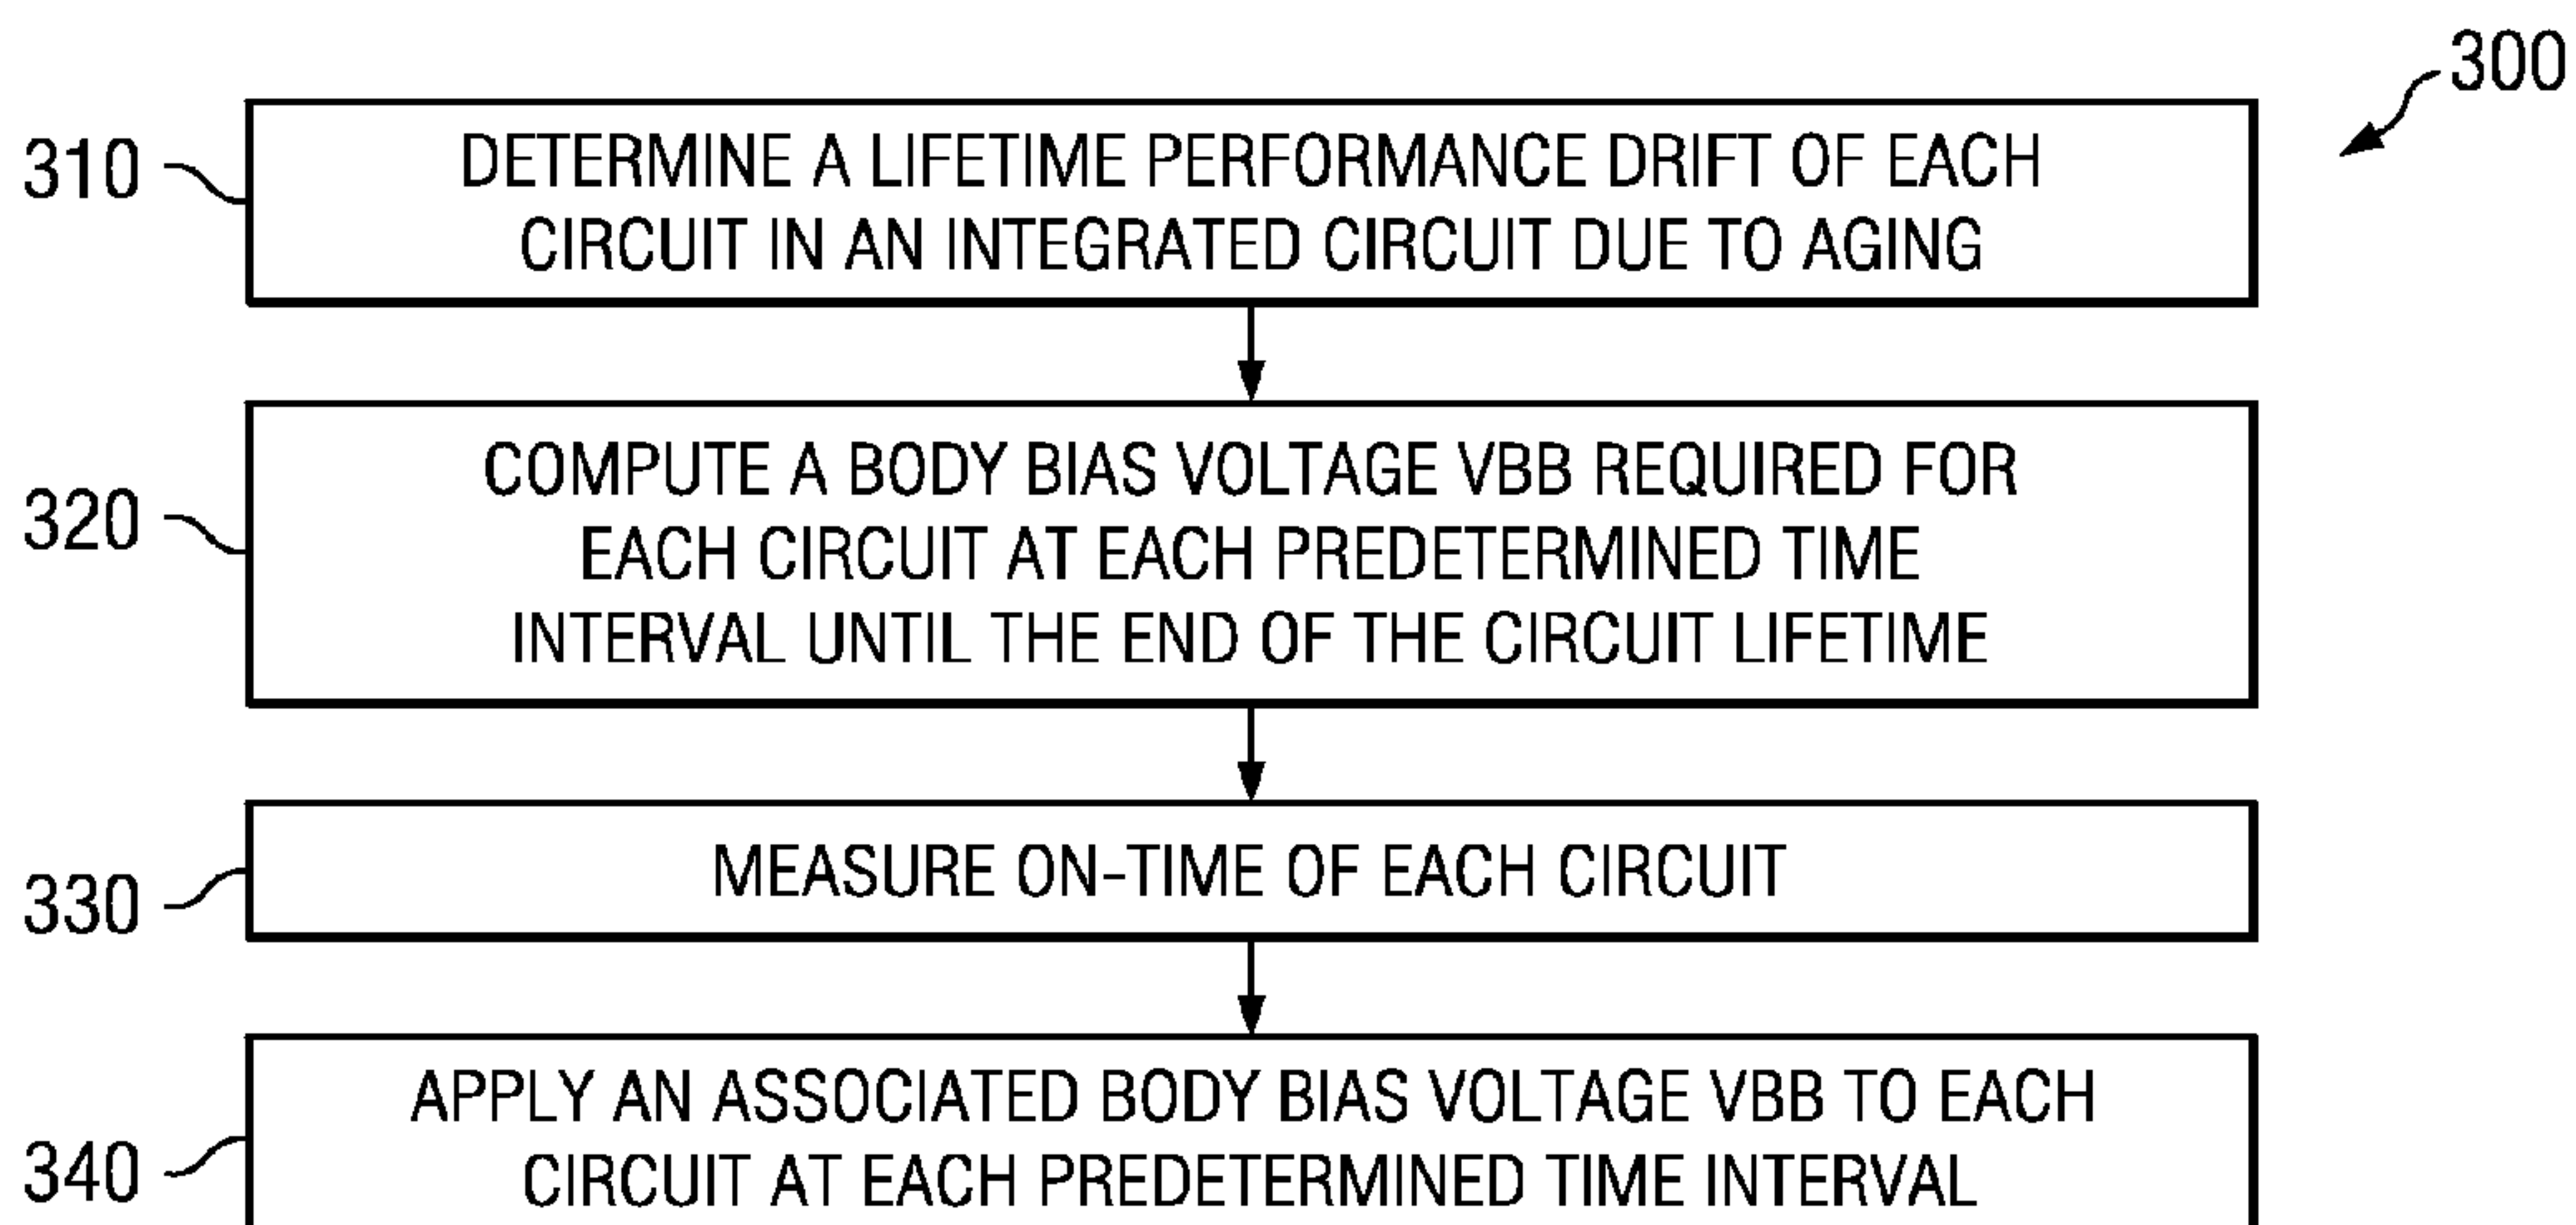 300
310
DETERMINE A LIFETIME PERFORMANCE DRIFT OF EACH
CIRCUIT IN AN INTEGRATED CIRCUIT DUE TO AGING
320
COMPUTE A BODY BIAS VOLTAGE VBB REQUIRED FOR
EACH CIRCUIT AT EACH PREDETERMINED TIME
INTERVAL UNTIL THE END OF THE CIRCUIT LIFETIME
330
MEASURE ON-TIME OF EACH CIRCUIT
340
APPLY AN ASSOCIATED BODY BIAS VOLTAGE VBB TO EACH
CIRCUIT AT EACH PREDETERMINED TIME INTERVAL